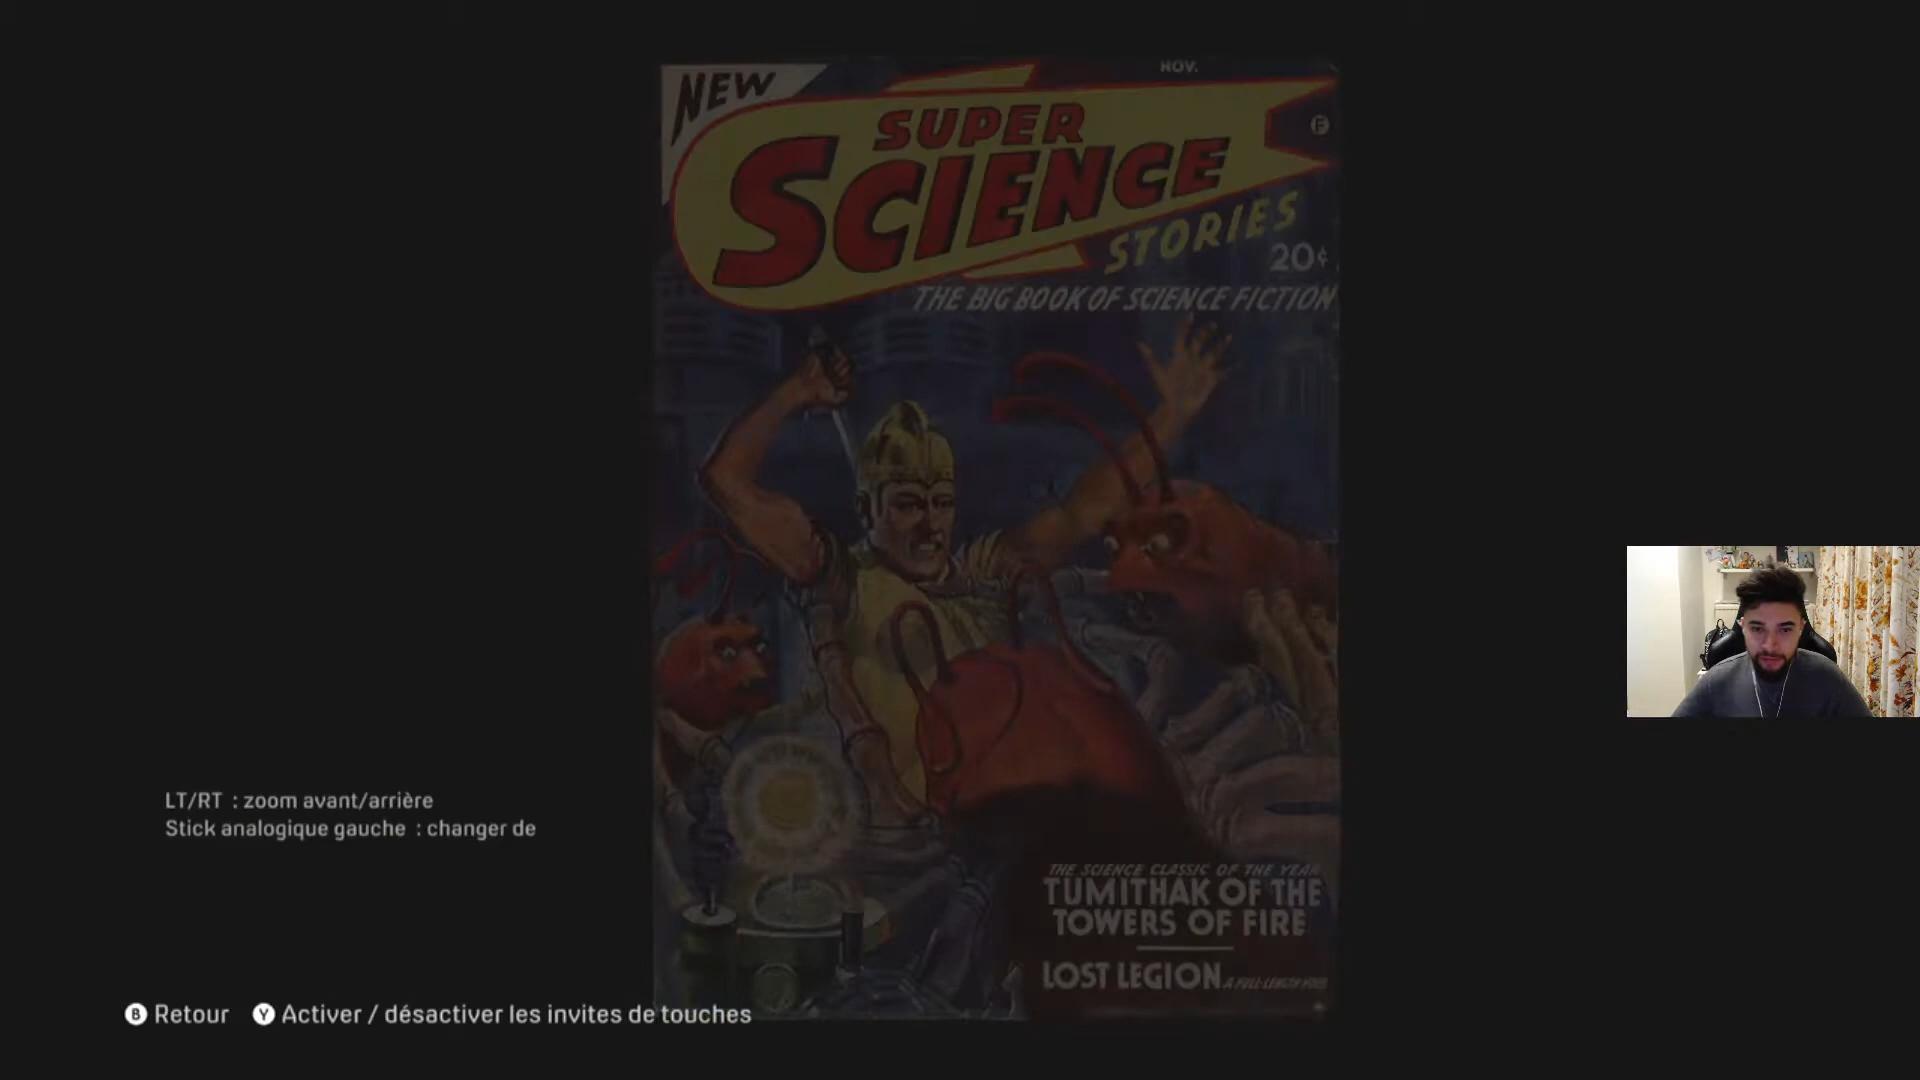 NEW
NOV.
SUPER
SCIENCE
STORIES
20¢
THE BIG BOOK OF SCIENCE FICTION
LT/RT : zoom avant/arrière
Stick analogique gauche : changer de
THE SCIENCE CLASSIC OF THE YEAR
TUMITHAK OF THE
TOWERS OF FIRE
LOST LEGION A FULL-LENGTH
B Retour Y Activer / désactiver les invites de touches